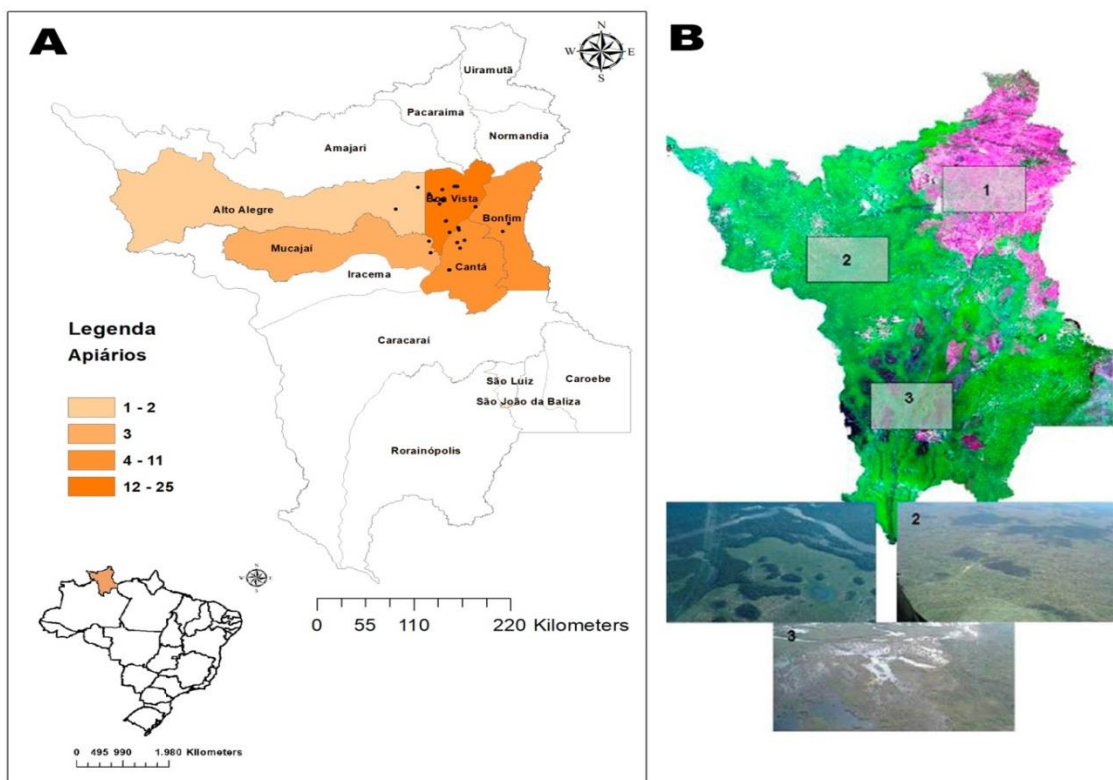 A
N
W
E
S
Uiramutã
Pacaraima
Normandia
Amajari
Alto Alegre
Boa Vista
Bonfim
Mucajaí
Cantá
Iracema
Caracaraí
São Luiz
Caroebe
São João da Baliza
Rorainópolis
Legenda
Apiários
1 - 2
3
4 - 11
12 - 25
0 55 110 220 Kilometers
0 495 990 1.980 Kilometers
B
N
W
E
S
1
2
3
2
3